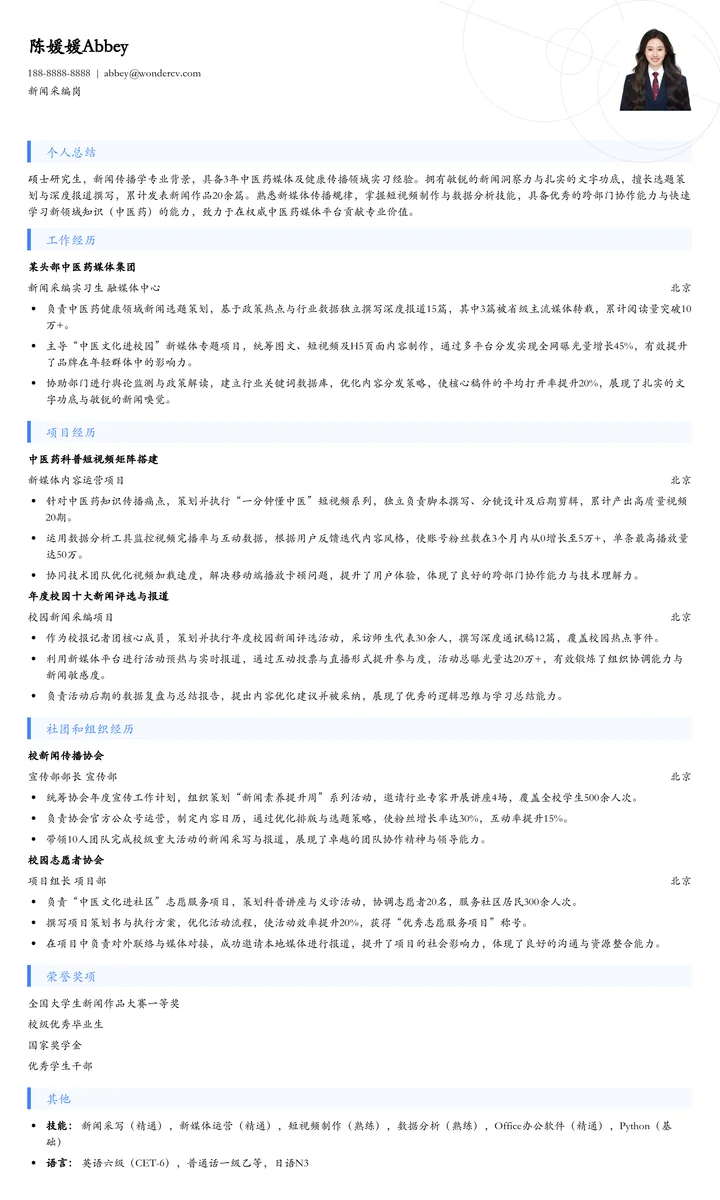 陈媛媛Abbey
188-8888-8888 | abbey@wondercv.com
新闻采编岗
个人总结
硕士研究生，新闻传播学专业背景，具备3年中医药媒体及健康传播领域实习经验。拥有敏锐的新闻洞察力与扎实的文字功底，擅长选题策
划与深度报道撰写，累计发表新闻作品20余篇。熟悉新媒体传播规律，掌握短视频制作与数据分析技能，具备优秀的跨部门协作能力与快速
学习新领域知识（中医药）的能力，致力于在权威中医药媒体平台贡献专业价值。
工作经历
某头部中医药媒体集团
新闻采编实习生 融媒体中心 北京
• 负责中医药健康领域新闻选题策划，基于政策热点与行业数据独立撰写深度报道15篇，其中3篇被省级主流媒体转载，累计阅读量突破10
万+。
• 主导“中医文化进校园”新媒体专题项目，统筹图文、短视频及H5页面内容制作，通过多平台分发实现全网曝光量增长45%，有效提升
了品牌在年轻群体中的影响力。
• 协助部门进行舆论监测与政策解读，建立行业关键词数据库，优化内容分发策略，使核心稿件的平均打开率提升20%，展现了扎实的文
字功底与敏锐的新闻嗅觉。
项目经历
中医药科普短视频矩阵搭建
新媒体内容运营项目 北京
• 针对中医药知识传播痛点，策划并执行“一分钟懂中医”短视频系列，独立负责脚本撰写、分镜设计及后期剪辑，累计产出高质量视频
20期。
• 运用数据分析工具监控视频完播率与互动数据，根据用户反馈迭代内容风格，使账号粉丝数在3个月内从0增长至5万+，单条最高播放量
达50万。
• 协同技术团队优化视频加载速度，解决移动端播放卡顿问题，提升了用户体验，体现了良好的跨部门协作能力与技术理解力。
年度校园十大新闻评选与报道
校园新闻采编项目 北京
• 作为校报记者团核心成员，策划并执行年度校园新闻评选活动，采访师生代表30余人，撰写深度通讯稿12篇，覆盖校园热点事件。
• 利用新媒体平台进行活动预热与实时报道，通过互动投票与直播形式提升参与度，活动总曝光量达20万+，有效锻炼了组织协调能力与
新闻敏感度。
• 负责活动后期的数据复盘与总结报告，提出内容优化建议并被采纳，展现了优秀的逻辑思维与学习总结能力。
社团和组织经历
校新闻传播协会
宣传部部长 宣传部 北京
• 统筹协会年度宣传工作计划，组织策划“新闻素养提升周”系列活动，邀请行业专家开展讲座4场，覆盖全校学生500余人次。
• 负责协会官方公众号运营，制定内容日历，通过优化排版与选题策略，使粉丝增长率达30%，互动率提升15%。
• 带领10人团队完成校级重大活动的新闻采写与报道，展现了卓越的团队协作精神与领导能力。
校园志愿者协会
项目组长 项目部 北京
• 负责“中医文化进社区”志愿服务项目，策划科普讲座与义诊活动，协调志愿者20名，服务社区居民300余人次。
• 撰写项目策划书与执行方案，优化活动流程，使活动效率提升20%，获得“优秀志愿服务项目”称号。
• 在项目中负责对外联络与媒体对接，成功邀请本地媒体进行报道，提升了项目的社会影响力，体现了良好的沟通与资源整合能力。
荣誉奖项
全国大学生新闻作品大赛一等奖
校级优秀毕业生
国家奖学金
优秀学生干部
其他
• 技能： 新闻采写（精通），新媒体运营（精通），短视频制作（熟练），数据分析（熟练），Office办公软件（精通），Python（基
础）
• 语言： 英语六级（CET-6），普通话一级乙等，日语N3